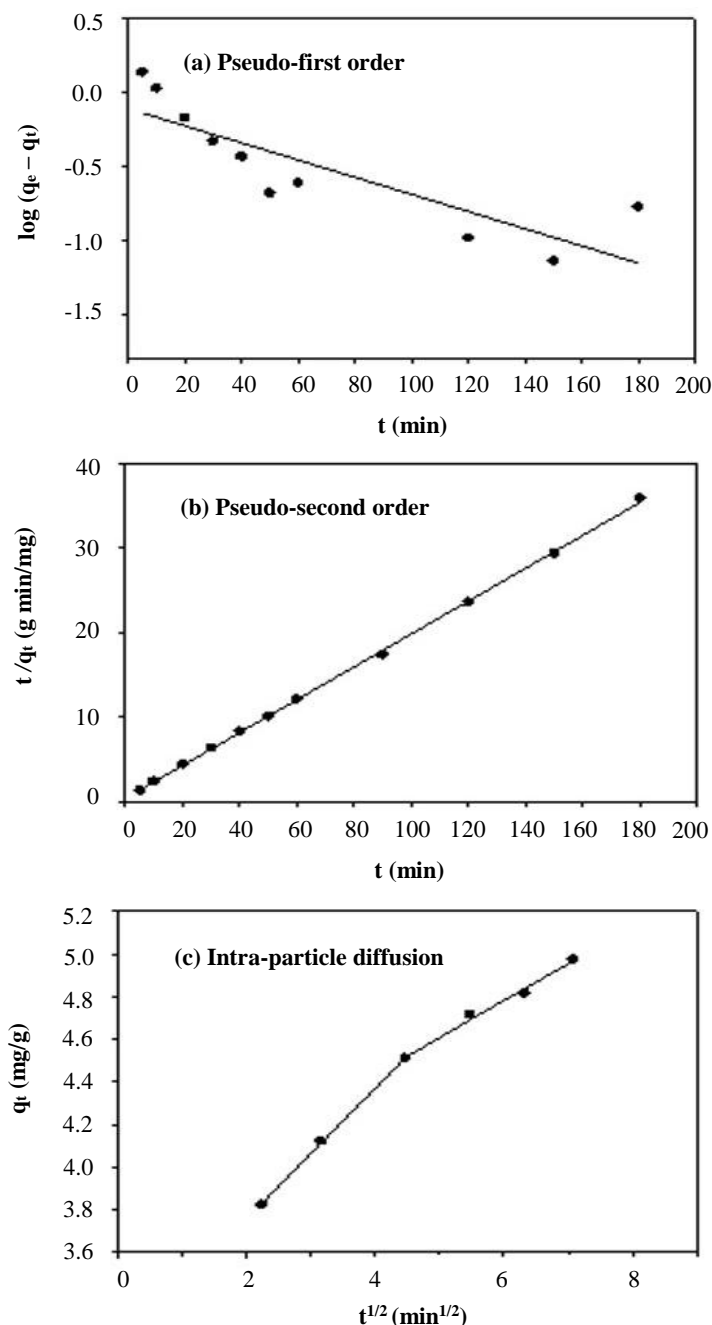 0.5
(a) Pseudo-first order
0.0
-0.5
-1.0
-1.5
log (qe – qt)
0 20 40 60 80 100 120 140 160 180 200
t (min)
40
(b) Pseudo-second order
30
20
10
0
t /qt (g min/mg)
0 20 40 60 80 100 120 140 160 180 200
t (min)
5.2
(c) Intra-particle diffusion
5.0
4.8
4.6
4.4
4.2
4.0
3.8
3.6
qt (mg/g)
0 2 4 6 8
t1/2 (min1/2)